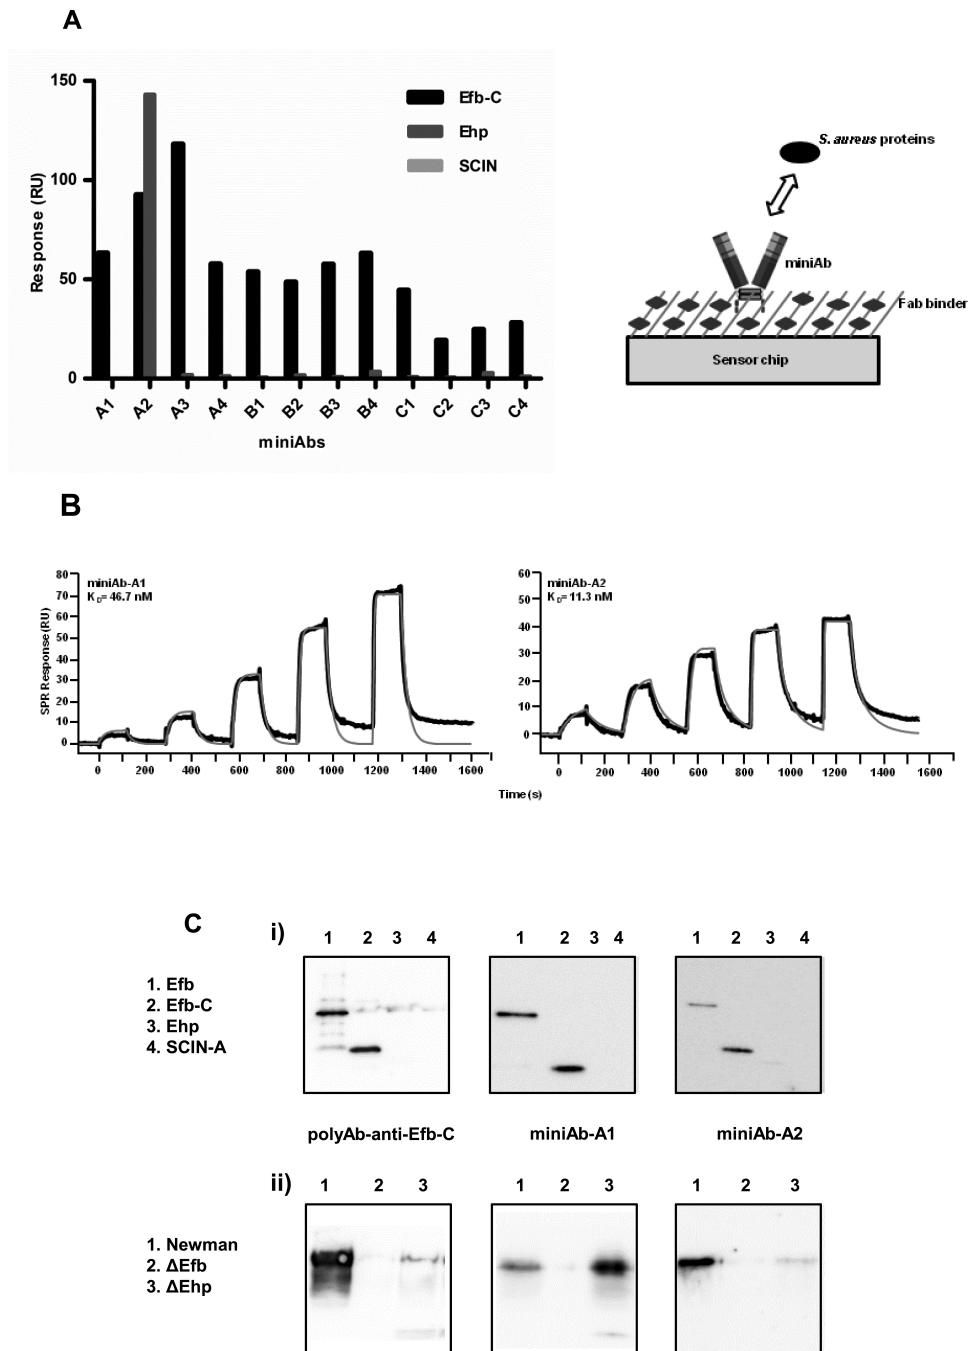 A
150
100
50
0
Response (RU)
Efb-C
Ehp
SCIN
A1 A2 A3 A4 B1 B2 B3 B4 C1 C2 C3 C4
miniAbs
S. aureus proteins
miniAb
Fab binder
Sensor chip
B
SPR Response (RU)
80
70
60
50
40
30
20
10
0
miniAb-A1
KD= 46.7 nM
0 200 400 600 800 1000 1200 1400 1600
60
50
40
30
20
10
0
miniAb-A2
KD= 11.3 nM
0 200 400 600 800 1000 1200 1400 1600
Time (s)
C
i)
1 2 3 4
1 2 3 4
1 2 3 4
1. Efb
2. Efb-C
3. Ehp
4. SCIN-A
polyAb-anti-Efb-C
miniAb-A1
miniAb-A2
ii)
1 2 3
1 2 3
1 2 3
1. Newman
2. ΔEfb
3. ΔEhp